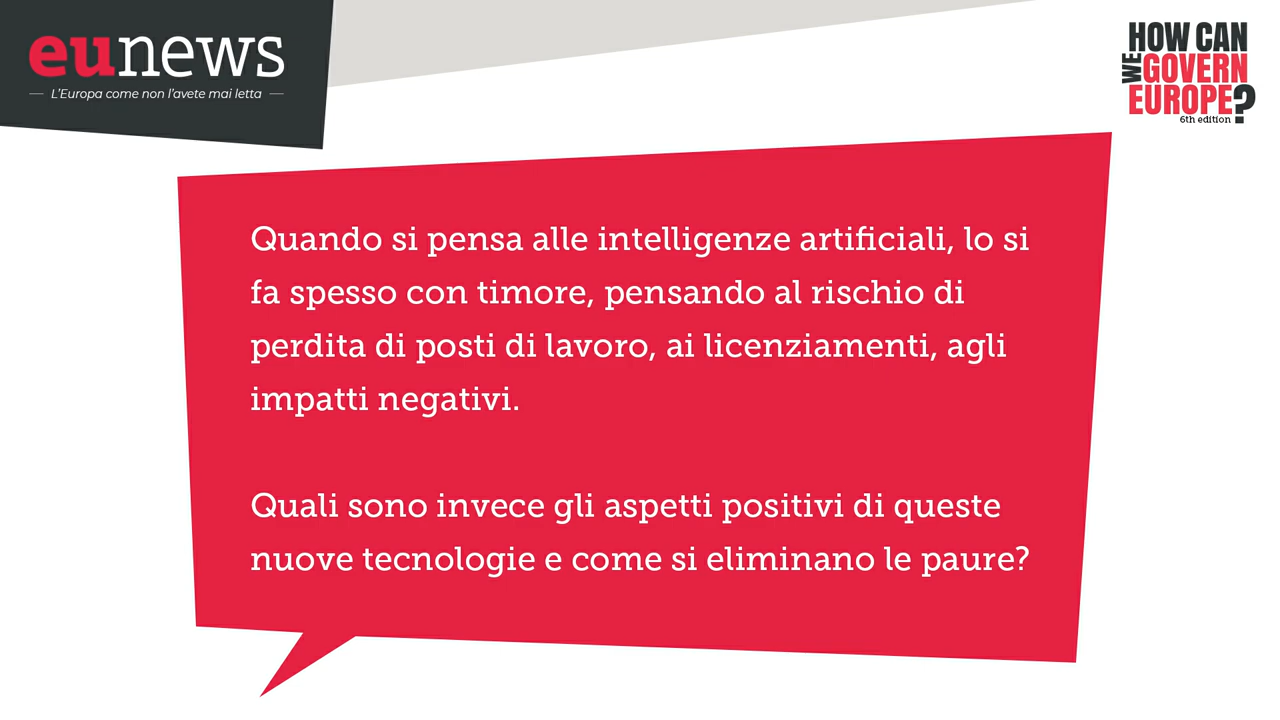 eunews
L'Europa come non l'avete mai letta
HOW CAN
WE GOVERN
EUROPE?
6th edition
Quando si pensa alle intelligenze artificiali, lo si
fa spesso con timore, pensando al rischio di
perdita di posti di lavoro, ai licenziamenti, agli
impatti negativi.
Quali sono invece gli aspetti positivi di queste
nuove tecnologie e come si eliminano le paure?